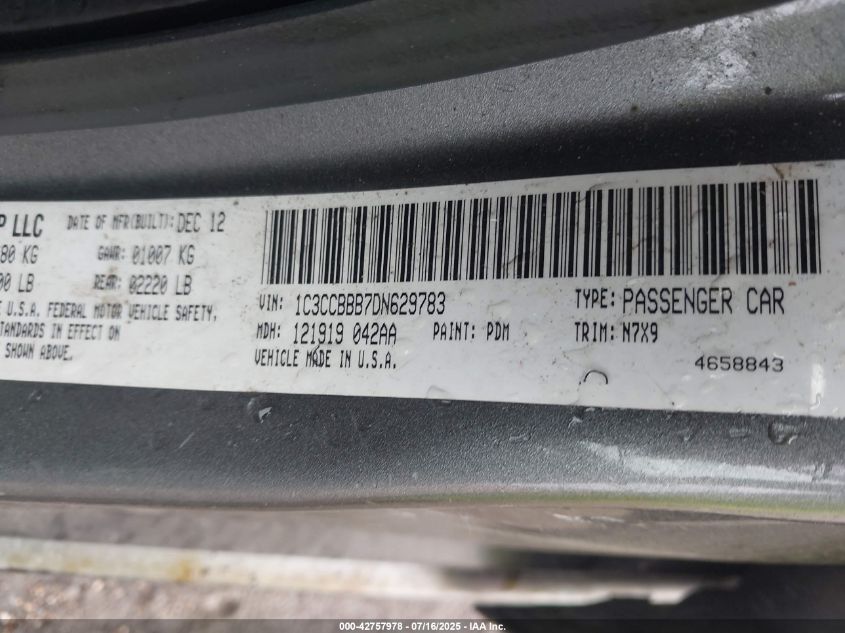 P LLC DATE OF MFR(BUILT): DEC 12
80 KG GAWR: 01007 KG
00 LB REAR: 02220 LB
E U.S.A. FEDERAL MOTOR VEHICLE SAFETY,
STANDARDS IN EFFECT ON
SHOWN ABOVE.
VIN: 1C3CCBBB7DN629783 TYPE: PASSENGER CAR
MDH: 121919 042AA PAINT: PDM TRIM: N7X9
VEHICLE MADE IN U.S.A. 4658843
000-42757978 - 07/16/2025 - IAA Inc.